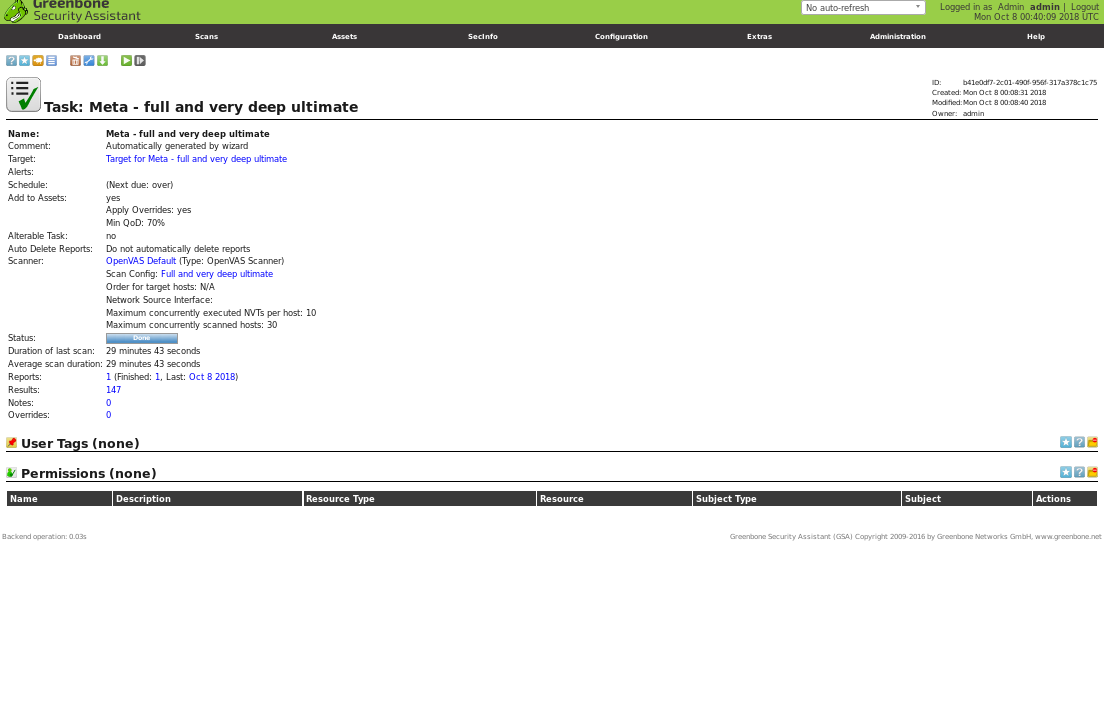 Greenbone
Security Assistant
No auto-refresh
Logged in as Admin admin | Logout
Mon Oct 8 00:40:09 2018 UTC
Dashboard Scans Assets SecInfo Configuration Extras Administration Help
Task: Meta - full and very deep ultimate
ID: b41e0df7-2c01-490f-956f-317a378c1c75
Created: Mon Oct 8 00:08:31 2018
Modified: Mon Oct 8 00:08:40 2018
Owner: admin
Name: Meta - full and very deep ultimate
Comment: Automatically generated by wizard
Target: Target for Meta - full and very deep ultimate
Alerts:
Schedule: (Next due: over)
Add to Assets: yes
Apply Overrides: yes
Min QoD: 70%
Alterable Task: no
Auto Delete Reports: Do not automatically delete reports
Scanner: OpenVAS Default (Type: OpenVAS Scanner)
Scan Config: Full and very deep ultimate
Order for target hosts: N/A
Network Source Interface:
Maximum concurrently executed NVTs per host: 10
Maximum concurrently scanned hosts: 30
Status: Done
Duration of last scan: 29 minutes 43 seconds
Average scan duration: 29 minutes 43 seconds
Reports: 1 (Finished: 1, Last: Oct 8 2018)
Results: 147
Notes: 0
Overrides: 0
User Tags (none)
Permissions (none)
Name Description Resource Type Resource Subject Type Subject Actions
Backend operation: 0.03s
Greenbone Security Assistant (GSA) Copyright 2009-2016 by Greenbone Networks GmbH, www.greenbone.net